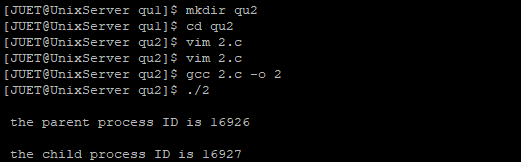 [JUET@UnixServer qu1]$ mkdir qu2
[JUET@UnixServer qu1]$ cd qu2
[JUET@UnixServer qu2]$ vim 2.c
[JUET@UnixServer qu2]$ vim 2.c
[JUET@UnixServer qu2]$ gcc 2.c -o 2
[JUET@UnixServer qu2]$ ./2
the parent process ID is 16926
the child process ID is 16927